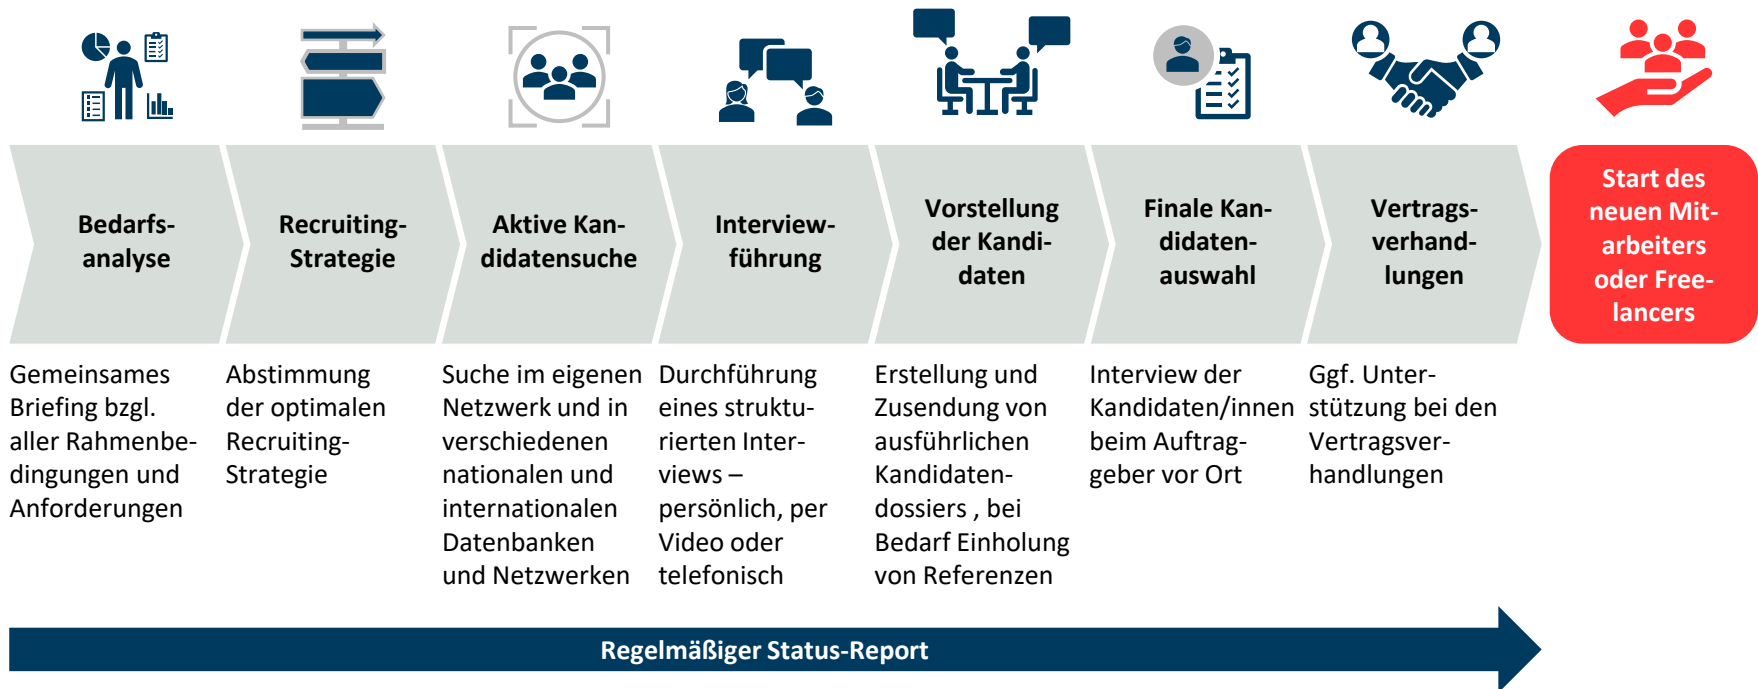 Bedarfs-
analyse
Recruiting-
Strategie
Aktive Kan-
didatensuche
Interview-
führung
Vorstellung
der Kandi-
daten
Finale Kan-
didaten-
auswahl
Vertrags-
verhand-
lungen
Start des
neuen Mit-
arbeiters
oder Free-
lancers
Gemeinsames
Briefing bzgl.
aller Rahmenbe-
dingungen und
Anforderungen
Abstimmung
der optimalen
Recruiting-
Strategie
Suche im eigenen
Netzwerk und in
verschiedenen
nationalen und
internationalen
Datenbanken
und Netzwerken
Durchführung
eines struktu-
rierten Inter-
views –
persönlich, per
Video oder
telefonisch
Erstellung und
Zusendung von
ausführlichen
Kandidaten-
dossiers , bei
Bedarf Einholung
von Referenzen
Interview der
Kandidaten/innen
beim Auftrag-
geber vor Ort
Ggf. Unter-
stützung bei den
Vertragsver-
handlungen
Regelmäßiger Status-Report